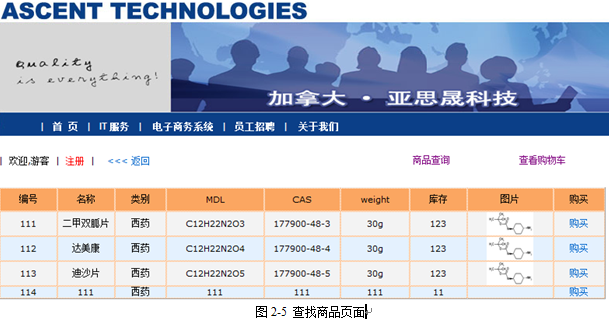 ASCENT TECHNOLOGIES
quality
is everything!
加拿大 · 亚思晟科技
| 首 页 | IT服务 | 电子商务系统 | 员工招聘 | 关于我们
| 欢迎,游客 | 注册 | <<< 返回 商品查询 查看购物车
编号 名称 类别 MDL CAS weight 库存 图片 购买
111 二甲双胍片 西药 C12H22N2O3 177900-48-3 30g 123 购买
112 达美康 西药 C12H22N2O4 177900-48-4 30g 123 购买
113 迪沙片 西药 C12H22N2O5 177900-48-5 30g 123 购买
114 111 西药 111 111 111 11 购买
图 2-5 查找商品页面